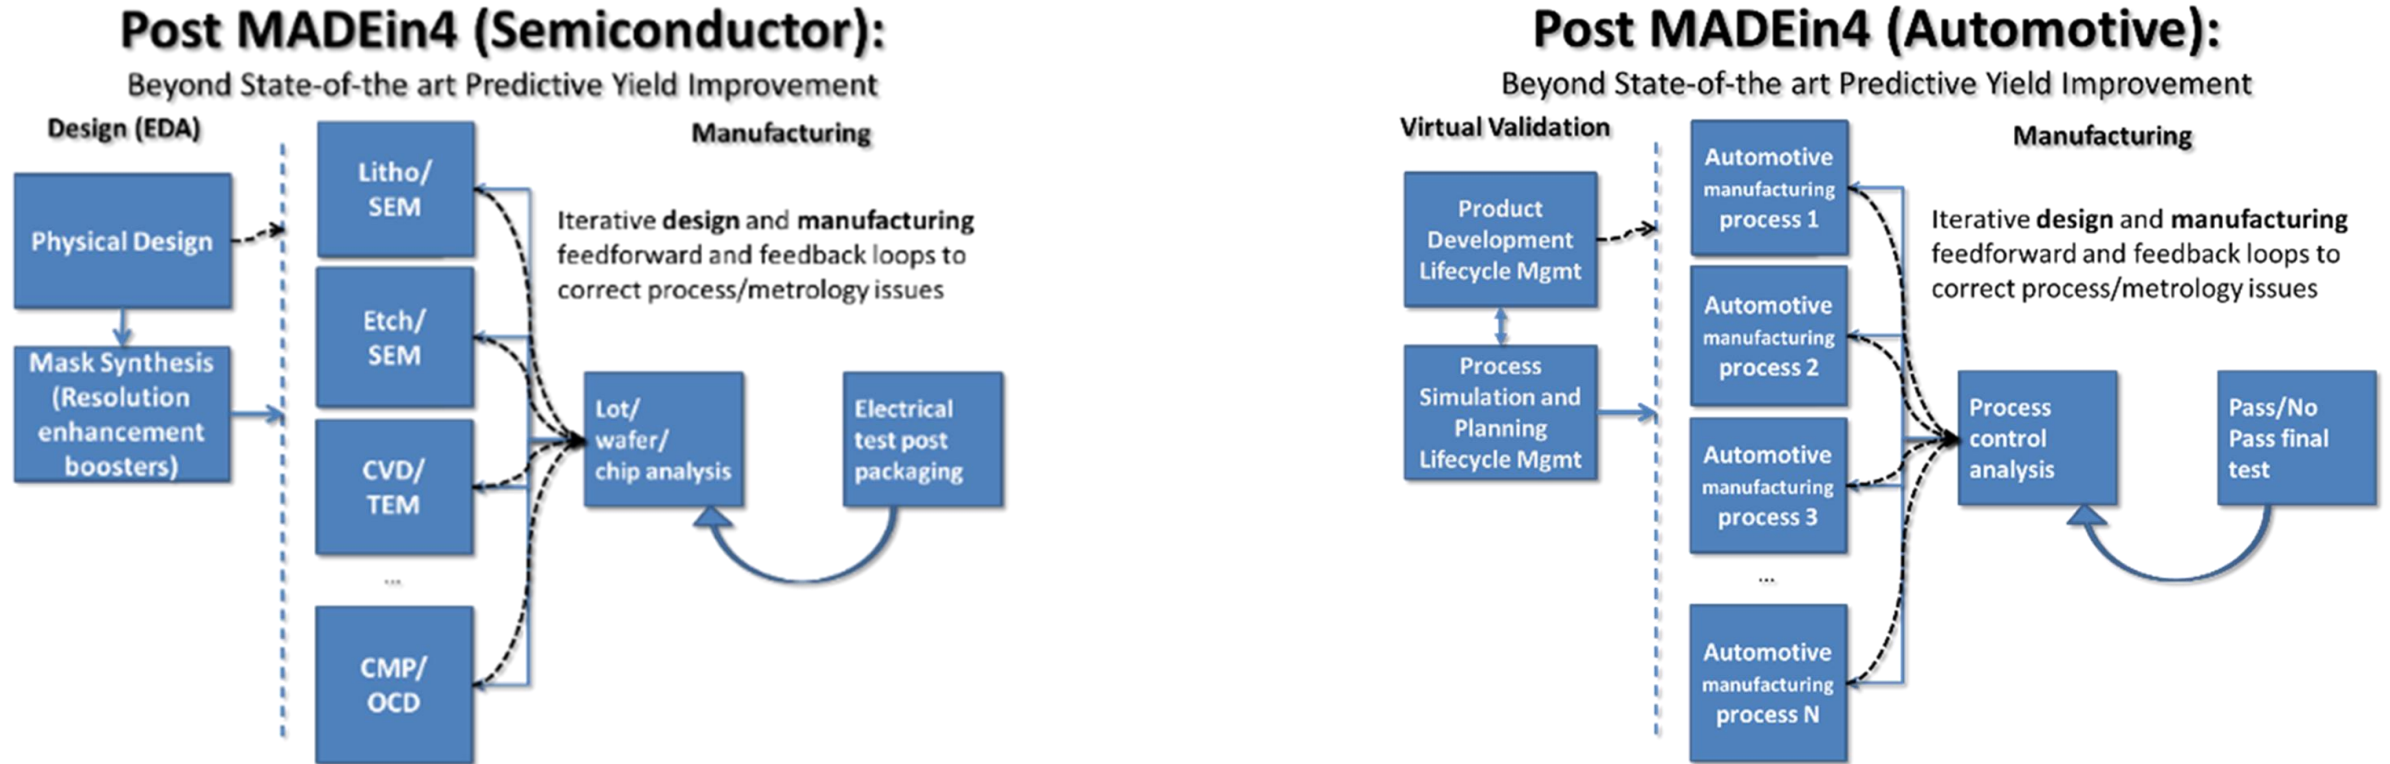 Post MADEin4 (Semiconductor):
Beyond State-of-the art Predictive Yield Improvement
Design (EDA)
Manufacturing
Physical Design
Mask Synthesis
(Resolution
enhancement
boosters)
Litho/
SEM
Etch/
SEM
CVD/
TEM
...
CMP/
OCD
Iterative design and manufacturing
feedforward and feedback loops to
correct process/metrology issues
Lot/
wafer/
chip analysis
Electrical
test post
packaging
Post MADEin4 (Automotive):
Beyond State-of-the art Predictive Yield Improvement
Virtual Validation
Manufacturing
Product
Development
Lifecycle Mgmt
Process
Simulation and
Planning
Lifecycle Mgmt
Automotive
manufacturing
process 1
Automotive
manufacturing
process 2
Automotive
manufacturing
process 3
...
Automotive
manufacturing
process N
Iterative design and manufacturing
feedforward and feedback loops to
correct process/metrology issues
Process
control
analysis
Pass/No
Pass final
test